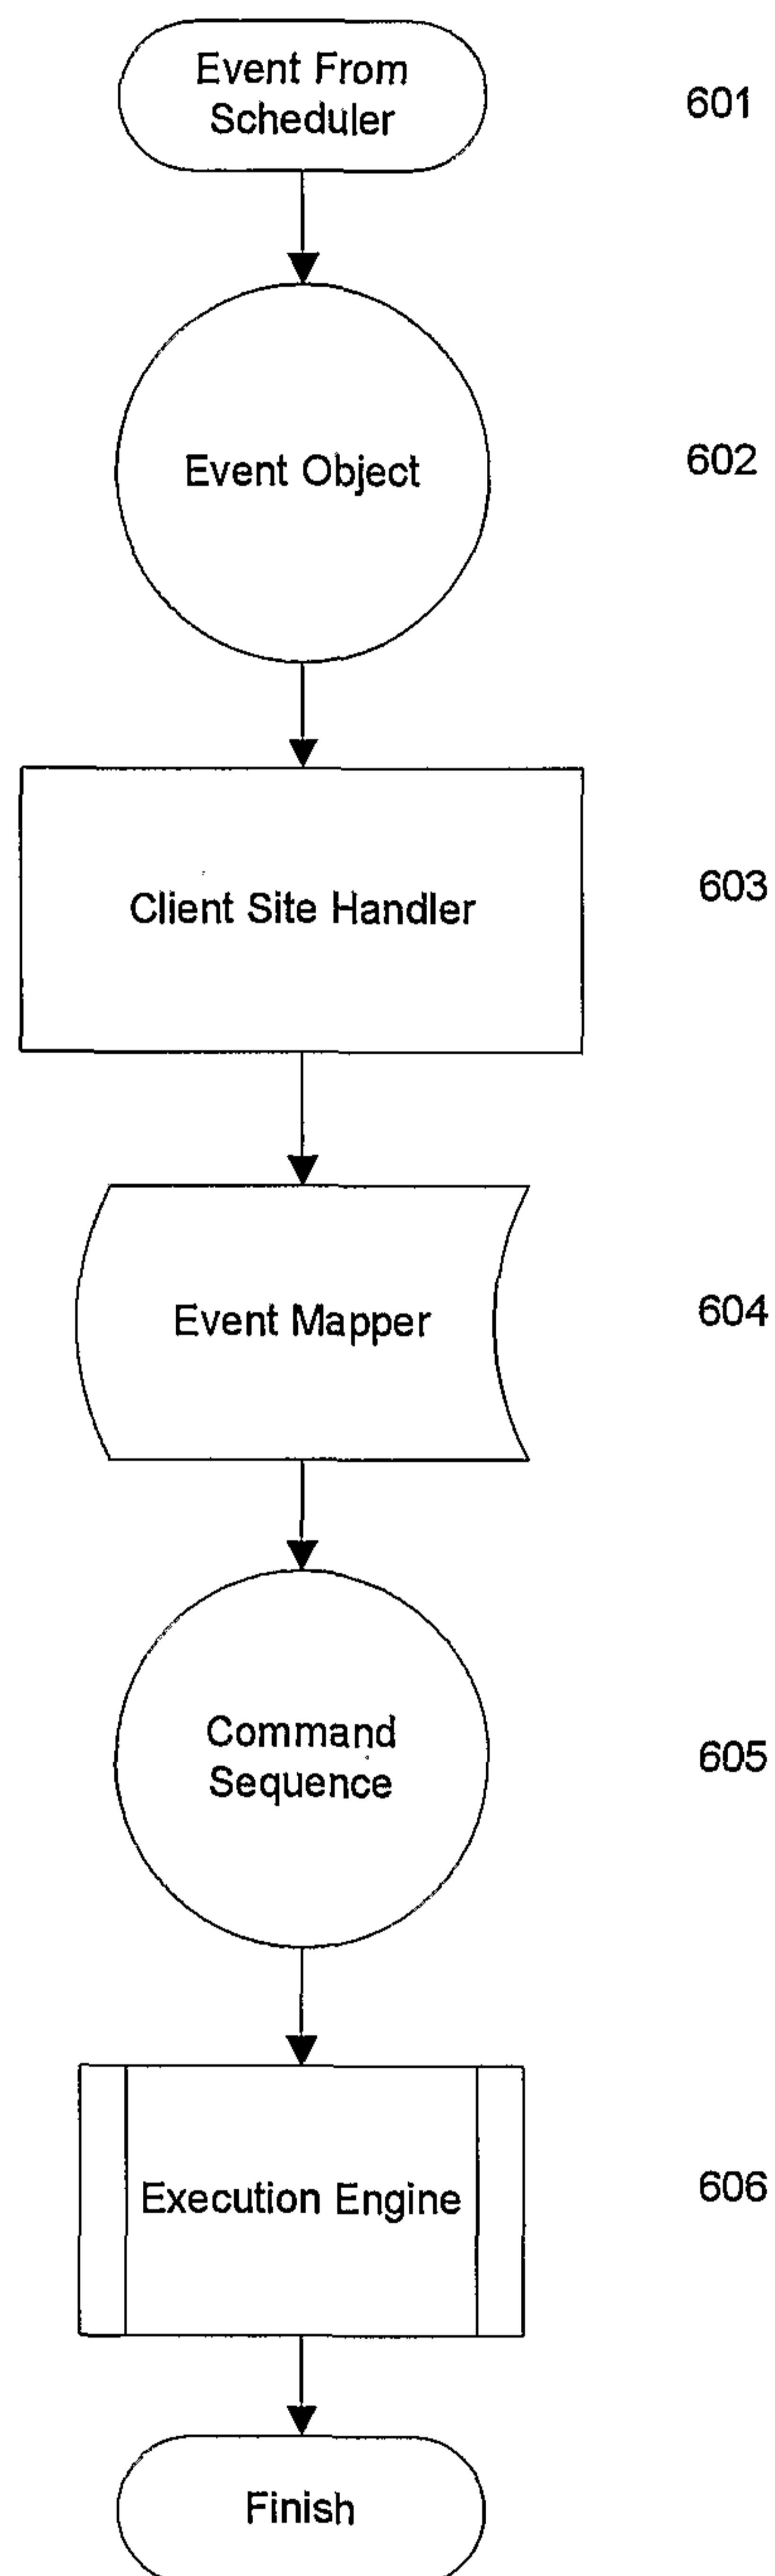 Event From
Scheduler
601
Event Object
602
Client Site Handler
603
Event Mapper
604
Command
Sequence
605
Execution Engine
606
Finish